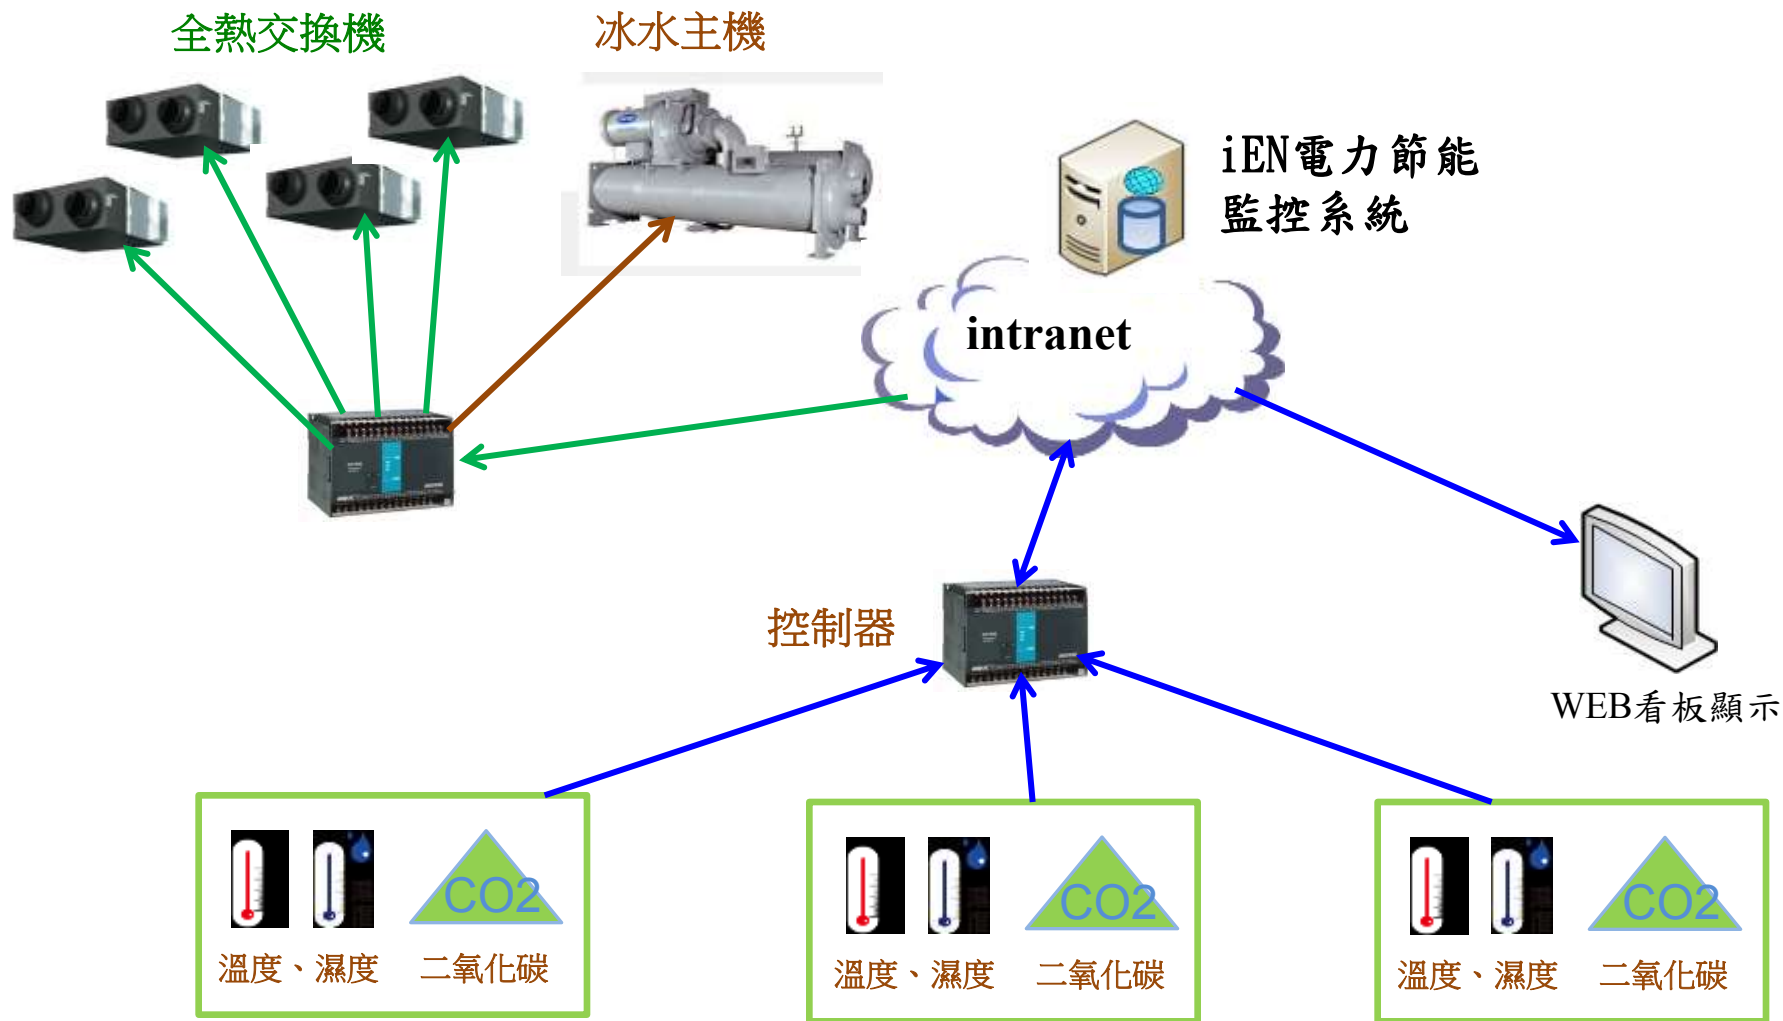 全熱交換機
冰水主機
iEN電力節能
監控系統
intranet
控制器
WEB看板顯示
CO2
溫度、濕度
二氧化碳
CO2
溫度、濕度
二氧化碳
CO2
溫度、濕度
二氧化碳